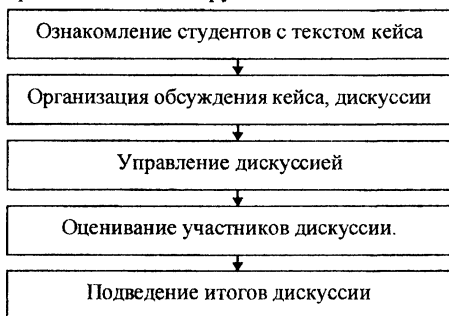 Ознакомление студентов с текстом кейса
Организация обсуждения кейса, дискуссии
Управление дискуссией
Оценивание участников дискуссии.
Подведение итогов дискуссии